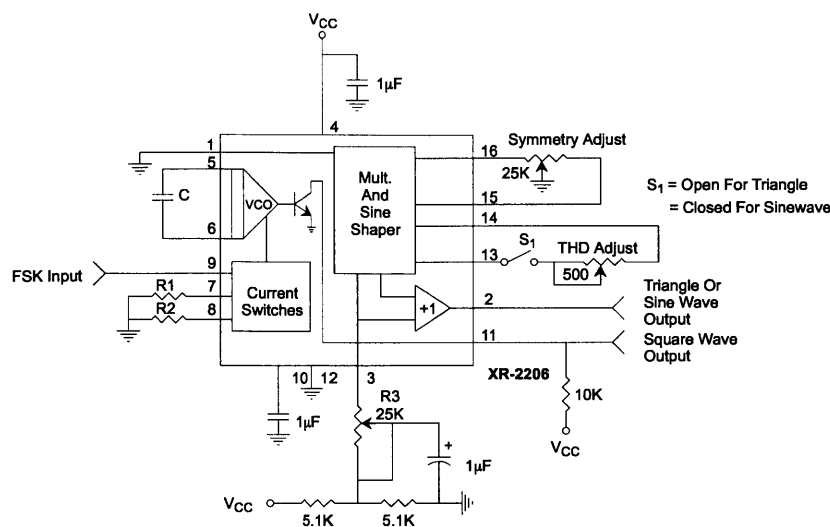 VCC
1µF
4
1
5
C
6
VCO
Mult.
And
Sine
Shaper
16
Symmetry Adjust
25K
15
14
S1 = Open For Triangle
= Closed For Sinewave
13
S1
THD Adjust
500
FSK Input
9
R1
7
R2
8
Current
Switches
+1
2
Triangle Or
Sine Wave
Output
11
Square Wave
Output
XR-2206
10
12
3
1µF
R3
25K
10K
VCC
+
1µF
VCC
5.1K
5.1K